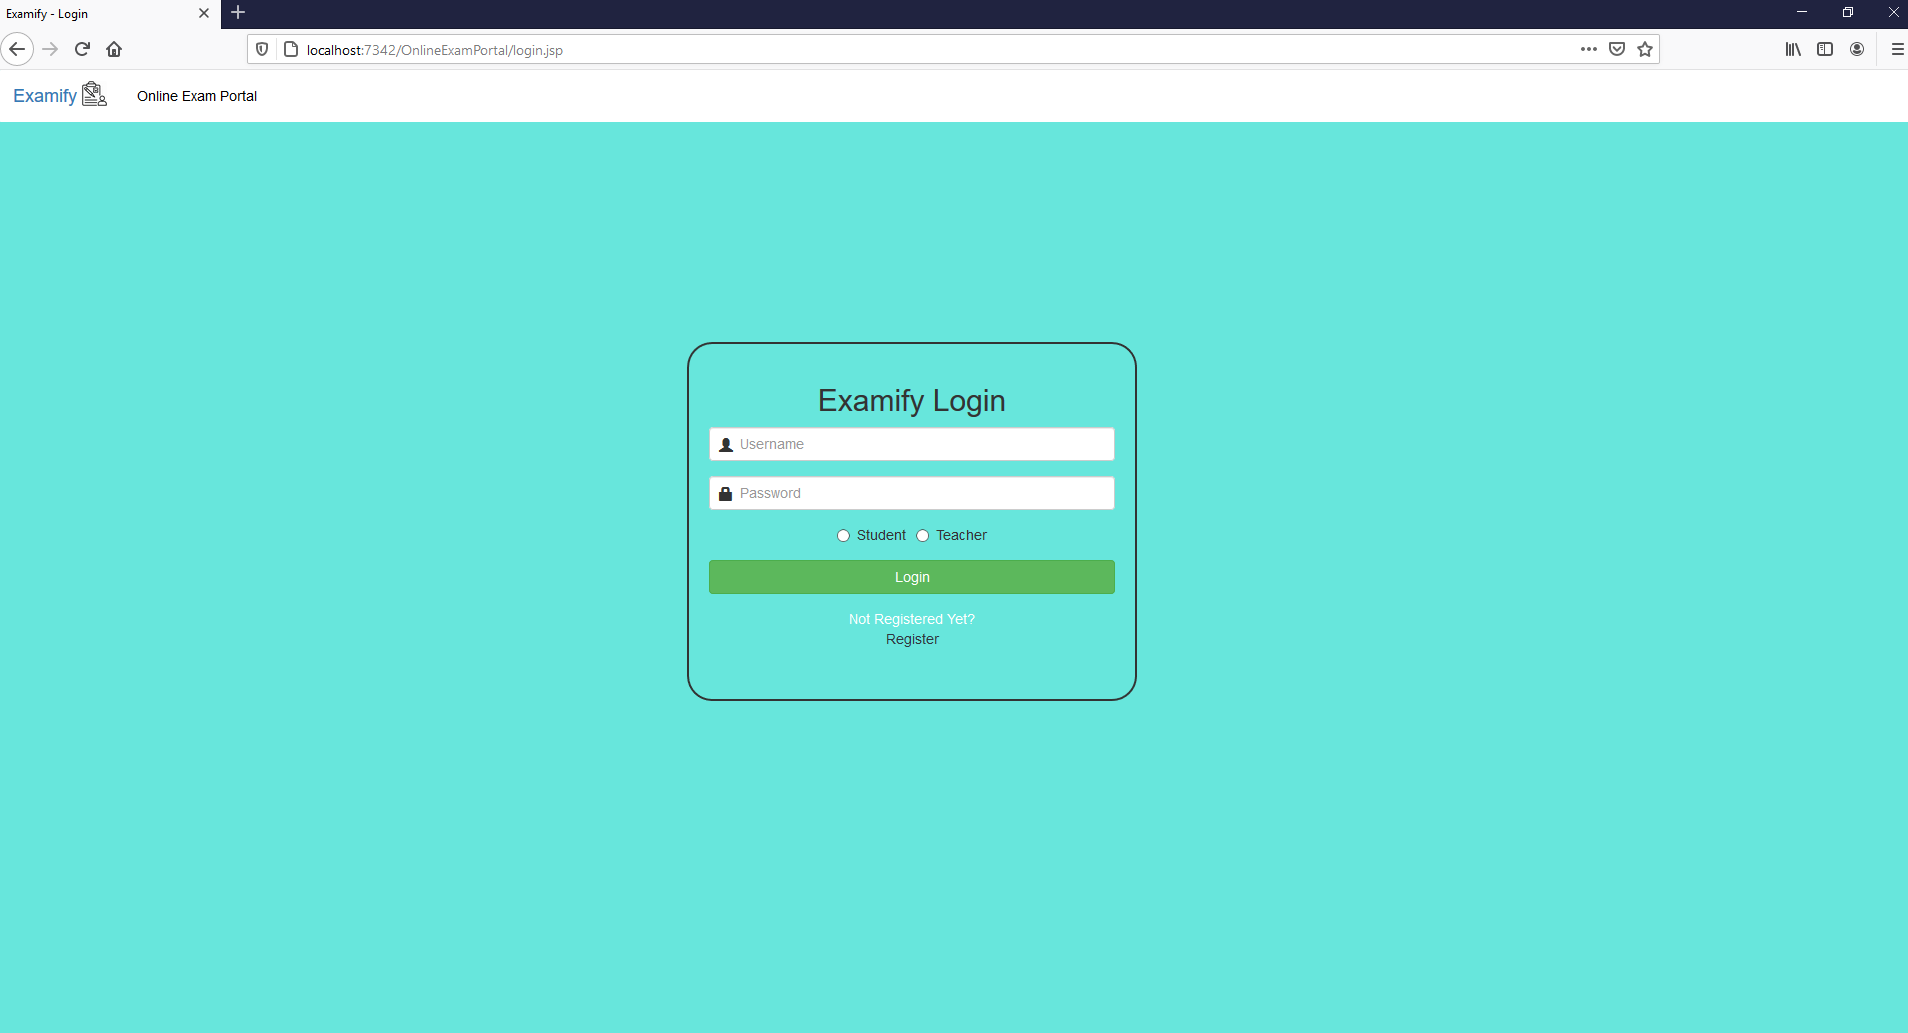 Examify - Login
localhost:7342/OnlineExamPortal/login.jsp
Examify Online Exam Portal
Examify Login
Username
Password
Student Teacher
Login
Not Registered Yet?
Register